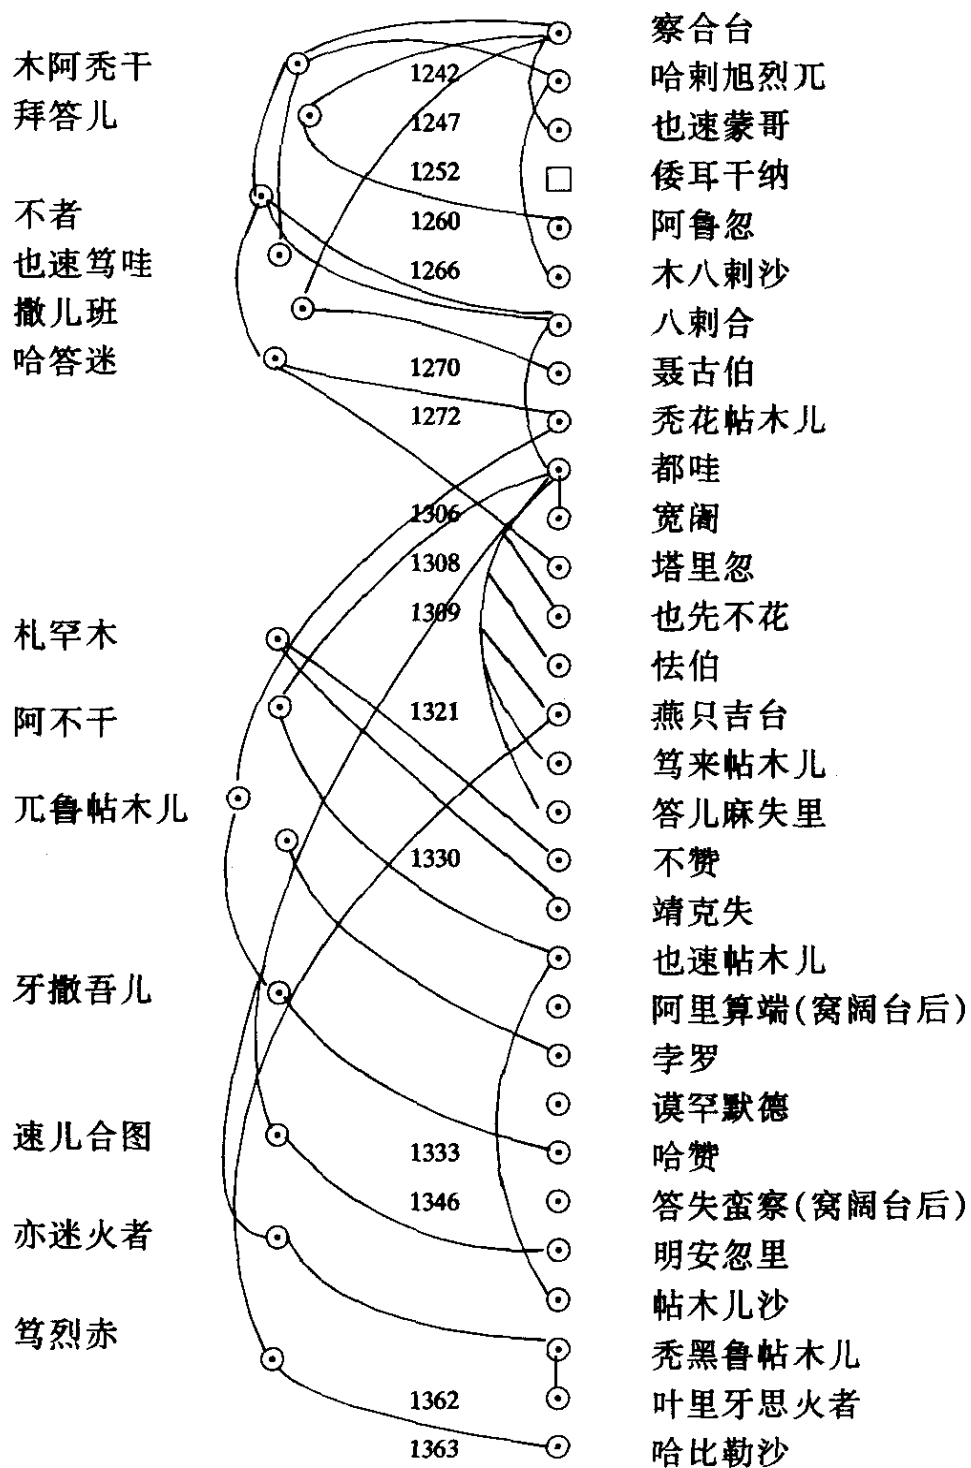 察合台
木阿秃干
1242 哈剌旭烈兀
拜答儿
1247 也速蒙哥
1252 倭耳干纳
不者
1260 阿鲁忽
也速笃哇
1266 木八剌沙
撒儿班
八剌合
哈答迷
1270 聂古伯
1272 秃花帖木儿
都哇
1306 宽阇
1308 塔里忽
1309 也先不花
札罕木
怯伯
阿不干
1321 燕只吉台
笃来帖木儿
兀鲁帖木儿
答儿麻失里
1330 不赞
靖克失
也速帖木儿
牙撒吾儿
阿里算端(窝阔台后)
孛罗
谟罕默德
速儿合图
1333 哈赞
1346 答失蛮察(窝阔台后)
亦迷火者
明安忽里
帖木儿沙
笃烈赤
秃黑鲁帖木儿
1362 叶里牙思火者
1363 哈比勒沙